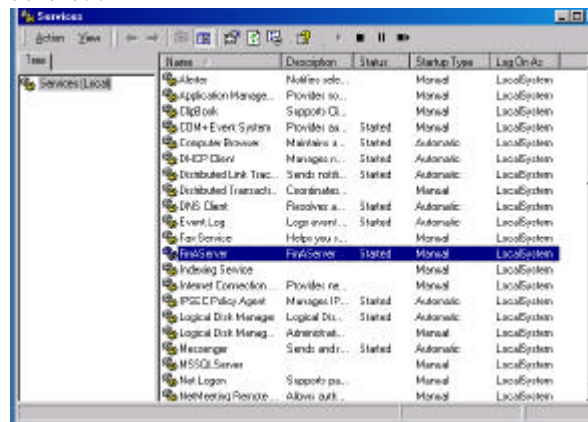 Services
Action View
Tree
Services (Local)
Name Description Status Startup Type Log On As
Alerter Notifies sele... Manual LocalSystem
Application Manage... Provides so... Manual LocalSystem
ClipBook Supports Cli... Manual LocalSystem
COM+ Event System Provides au... Started Manual LocalSystem
Computer Browser Maintains a... Started Automatic LocalSystem
DHCP Client Manages n... Started Automatic LocalSystem
Distributed Link Trac... Sends notifi... Started Automatic LocalSystem
Distributed Transacti... Coordinates... Manual LocalSystem
DNS Client Resolves a... Started Automatic LocalSystem
Event Log Logs event... Started Automatic LocalSystem
Fax Service Helps you s... Manual LocalSystem
Started Manual LocalSystem
Indexing Service Manual LocalSystem
Internet Connection... Provides ne... Manual LocalSystem
IPSEC Policy Agent Manages IP... Started Automatic LocalSystem
Logical Disk Manager Logical Dis... Started Automatic LocalSystem
Logical Disk Manag... Administrat... Manual LocalSystem
Messenger Sends and r... Started Automatic LocalSystem
MSSQLServer Manual LocalSystem
Net Logon Supports pa... Manual LocalSystem
NetMeeting Remote... Allows auth... Manual LocalSystem